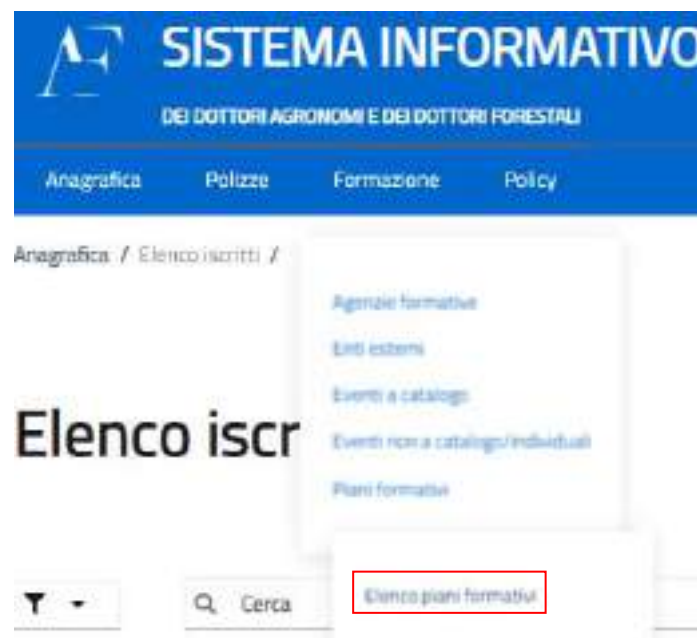 SISTEMA INFORMATIVO
DEI DOTTORI AGRONOMI E DEI DOTTORI FORESTALI
Anagrafica Polizze Formazione Policy
Anagrafica / Elenco iscritti /
Agenzie formative
Enti esterni
Eventi a catalogo
Eventi non a catalogo/individuali
Piani formativi
Elenco iscr
Cerca
Elenco piani formativi